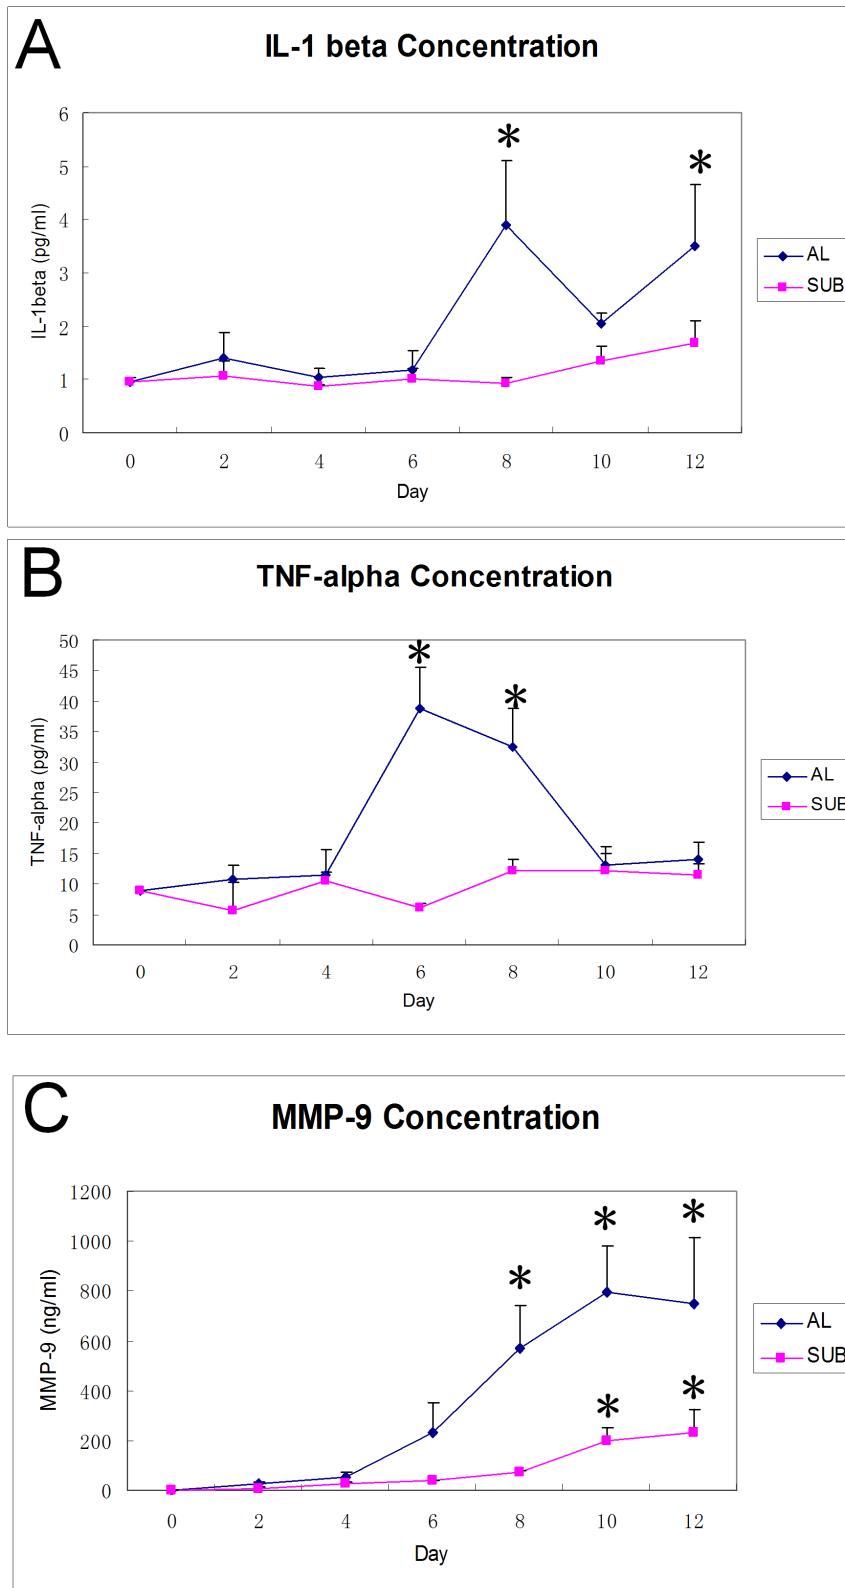 A
IL-1 beta Concentration
6
5
4
3
2
1
0
IL-1beta (pg/ml)
*
*
0 2 4 6 8 10 12
Day
AL
SUB
B
TNF-alpha Concentration
50
45
40
35
30
25
20
15
10
5
0
TNF-alpha (pg/ml)
*
*
0 2 4 6 8 10 12
Day
AL
SUB
C
MMP-9 Concentration
1200
1000
800
600
400
200
0
MMP-9 (ng/ml)
*
*
*
*
*
0 2 4 6 8 10 12
Day
AL
SUB